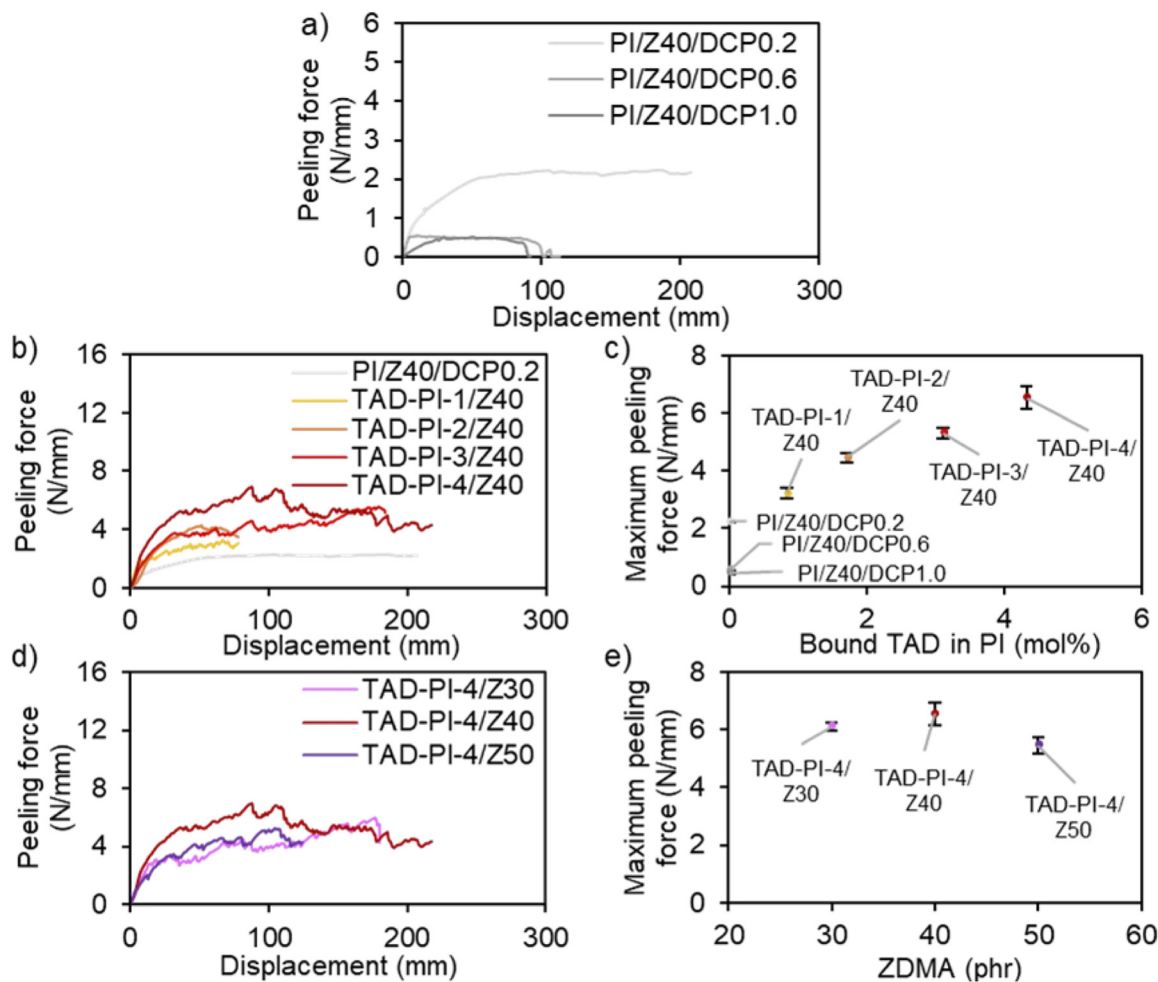 a)
Peeling force
(N/mm)
6
5
4
3
2
1
0
PI/Z40/DCP0.2
PI/Z40/DCP0.6
PI/Z40/DCP1.0
0 100 200 300
Displacement (mm)
b)
Peeling force
(N/mm)
16
12
8
4
0
PI/Z40/DCP0.2
TAD-PI-1/Z40
TAD-PI-2/Z40
TAD-PI-3/Z40
TAD-PI-4/Z40
0 100 200 300
Displacement (mm)
c)
Maximum peeling
force (N/mm)
8
6
4
2
0
TAD-PI-1/
Z40
TAD-PI-2/
Z40
TAD-PI-3/
Z40
TAD-PI-4/
Z40
PI/Z40/DCP0.2
PI/Z40/DCP0.6
PI/Z40/DCP1.0
0 2 4 6
Bound TAD in PI (mol%)
d)
Peeling force
(N/mm)
16
12
8
4
0
TAD-PI-4/Z30
TAD-PI-4/Z40
TAD-PI-4/Z50
0 100 200 300
Displacement (mm)
e)
Maximum peeling
force (N/mm)
8
6
4
2
0
TAD-PI-4/
Z30
TAD-PI-4/
Z40
TAD-PI-4/
Z50
20 30 40 50 60
ZDMA (phr)